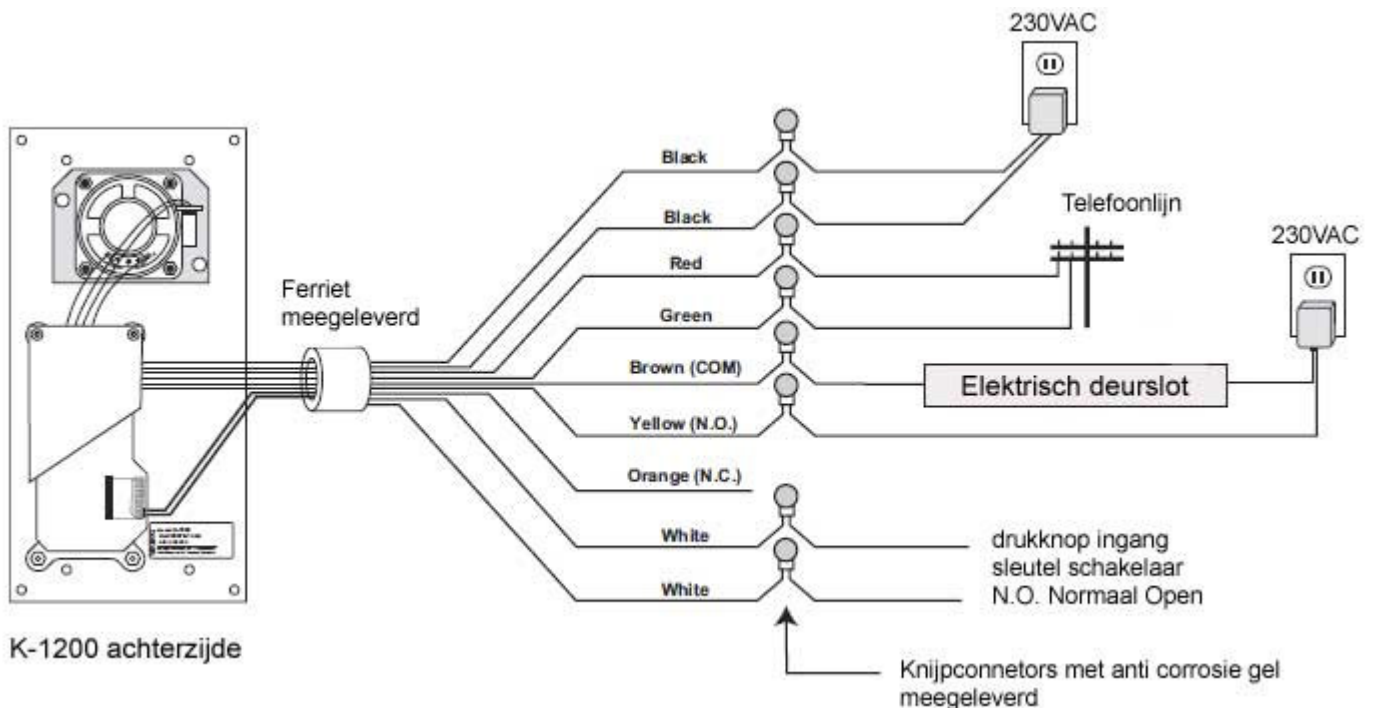 230VAC
Black
Telefoonlijn
Black
230VAC
Red
Ferriet
meegeleverd
Green
Brown (COM)
Elektrisch deurslot
Yellow (N.O.)
Orange (N.C.)
White
drukknop ingang
sleutel schakelaar
N.O. Normaal Open
White
K-1200 achterzijde
Knijpconnetors met anti corrosie gel
meegeleverd